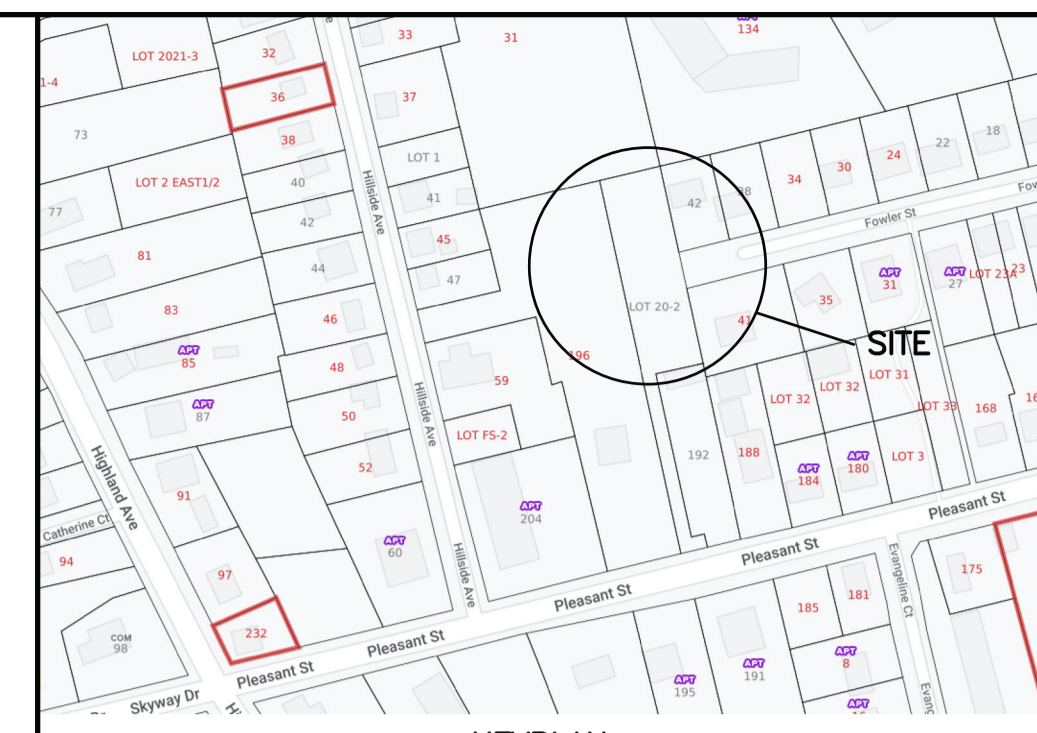 APT
134
33
31
LOT 2021-3
32
1-4
36
37
73
38
LOT 1
LOT 2 EAST1/2
40
Hillside Ave
41
42
77
45
44
47
81
83
46
APT
85
48
59
APT
87
50
LOT FS-2
52
91
Highland Ave
Hillside Ave
Catherine Ct
94
97
APT
60
APT
204
Hillside Ave
232
COM
98
Pleasant St
Pleasant St
Pleasant St
Skyway Dr
18
22
24
30
34
42
Fowler St
LOT 20-2
41
35
APT
31
APT
27
LOT 23A
23
SITE
196
LOT 31
LOT 32
LOT 32
LOT 33
168
192
188
APT
184
APT
180
LOT 3
Pleasant St
Pleasant St
Evangeline Ct
175
181
185
APT
8
APT
191
APT
195
APT